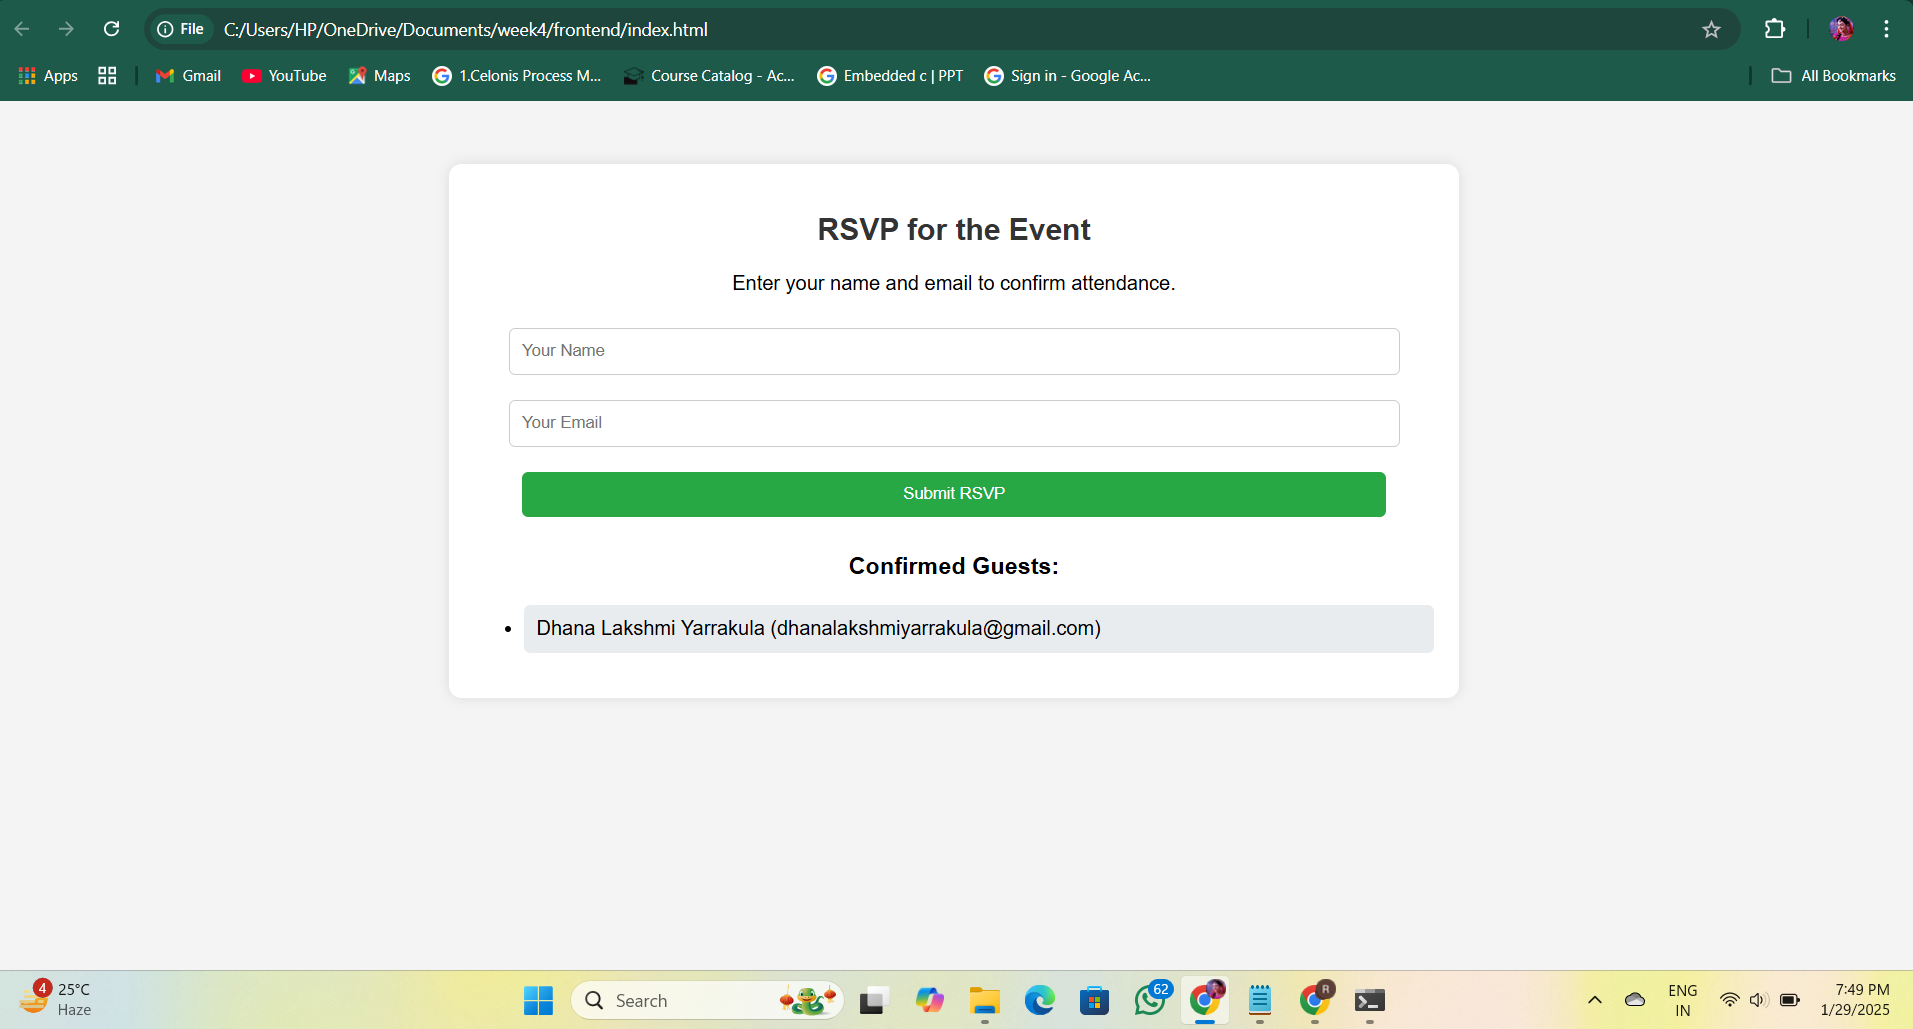 File
C:/Users/HP/OneDrive/Documents/week4/frontend/index.html
Apps
Gmail
YouTube
Maps
1.Celonis Process M...
Course Catalog - Ac...
Embedded c | PPT
Sign in - Google Ac...
All Bookmarks
RSVP for the Event
Enter your name and email to confirm attendance.
Your Name
Your Email
Submit RSVP
Confirmed Guests:
• Dhana Lakshmi Yarrakula (dhanalakshmiyarrakula@gmail.com)
4
25°C
Haze
Search
62
R
ENG
IN
7:49 PM
1/29/2025